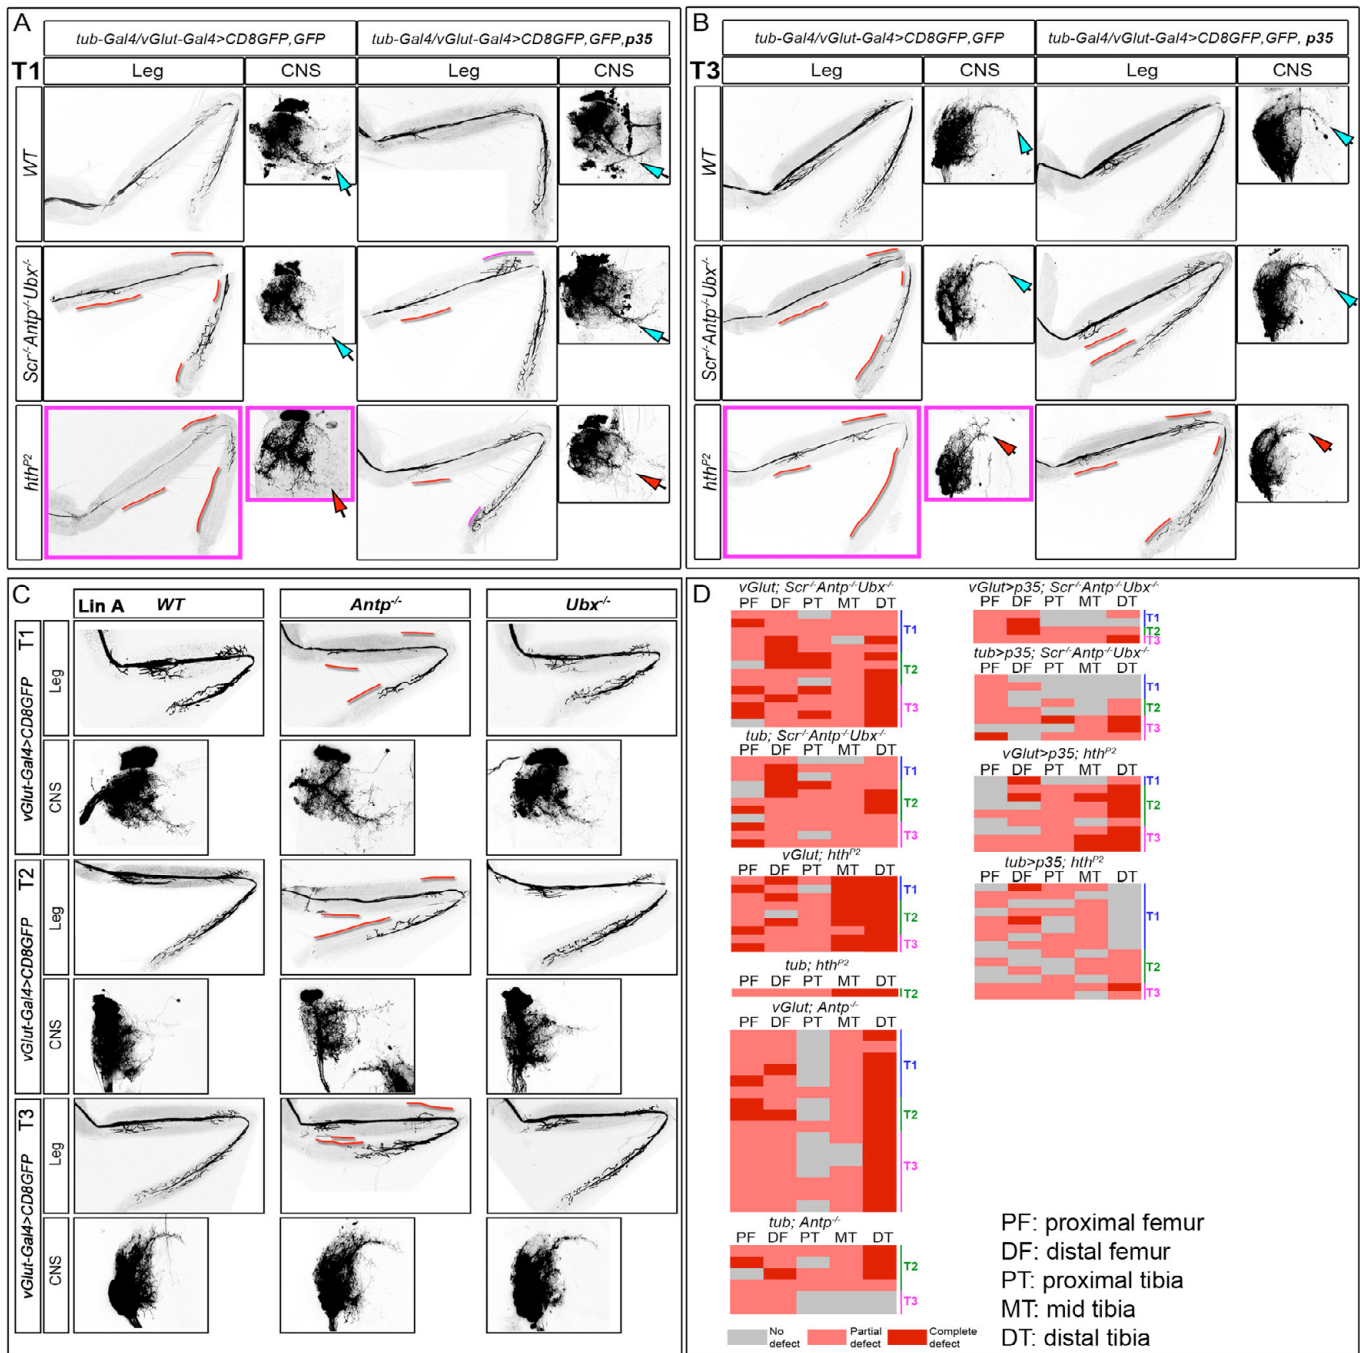 A
tub-Gal4/vGlut-Gal4>CD8GFP,GFP
tub-Gal4/vGlut-Gal4>CD8GFP,GFP,p35
T1
Leg
CNS
Leg
CNS
WT
Scr-/-Antp-/-Ubx-/-
hthP2
B
tub-Gal4/vGlut-Gal4>CD8GFP,GFP
tub-Gal4/vGlut-Gal4>CD8GFP,GFP, p35
T3
Leg
CNS
Leg
CNS
WT
Scr-/-Antp-/-Ubx-/-
hthP2
C
Lin A
WT
Antp-/-
Ubx-/-
vGlut-Gal4>CD8GFP T1
Leg
CNS
vGlut-Gal4>CD8GFP T2
Leg
CNS
vGlut-Gal4>CD8GFP T3
Leg
CNS
D
vGlut; Scr-/-Antp-/-Ubx-/-
PF DF PT MT DT
T1
T2
T3
tub; Scr-/-Antp-/-Ubx-/-
PF DF PT MT DT
T1
T2
T3
vGlut; hthP2
PF DF PT MT DT
T1
T2
T3
tub; hthP2
PF DF PT MT DT
T2
vGlut; Antp-/-
PF DF PT MT DT
T1
T2
T3
tub; Antp-/-
PF DF PT MT DT
T2
T3
No defect
Partial defect
Complete defect
vGlut>p35; Scr-/-Antp-/-Ubx-/-
PF DF PT MT DT
T1
T2
T3
tub>p35; Scr-/-Antp-/-Ubx-/-
PF DF PT MT DT
T1
T2
T3
vGlut>p35; hthP2
PF DF PT MT DT
T1
T2
T3
tub>p35; hthP2
PF DF PT MT DT
T1
T2
T3
PF: proximal femur
DF: distal femur
PT: proximal tibia
MT: mid tibia
DT: distal tibia